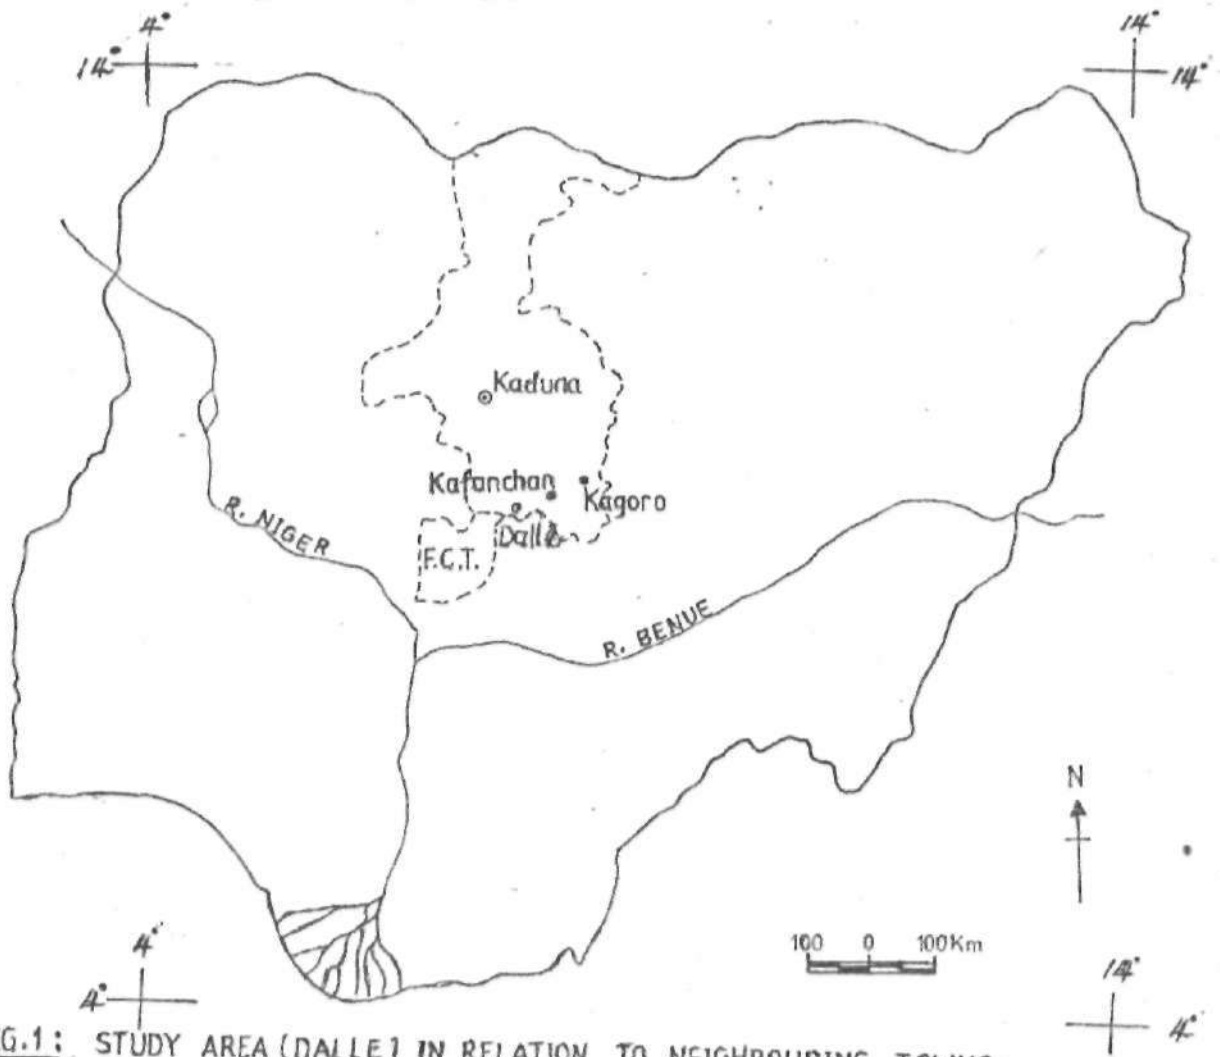 4° 14°
14° 14°
Kaduna
Kafanchan
Kagoro
Dalle
F.C.T.
R. NIGER
R. BENUE
N
100 0 100Km
4° 14°
4° 4°
G.1: STUDY AREA (DALLE) IN RELATION TO NEIGHBOURING